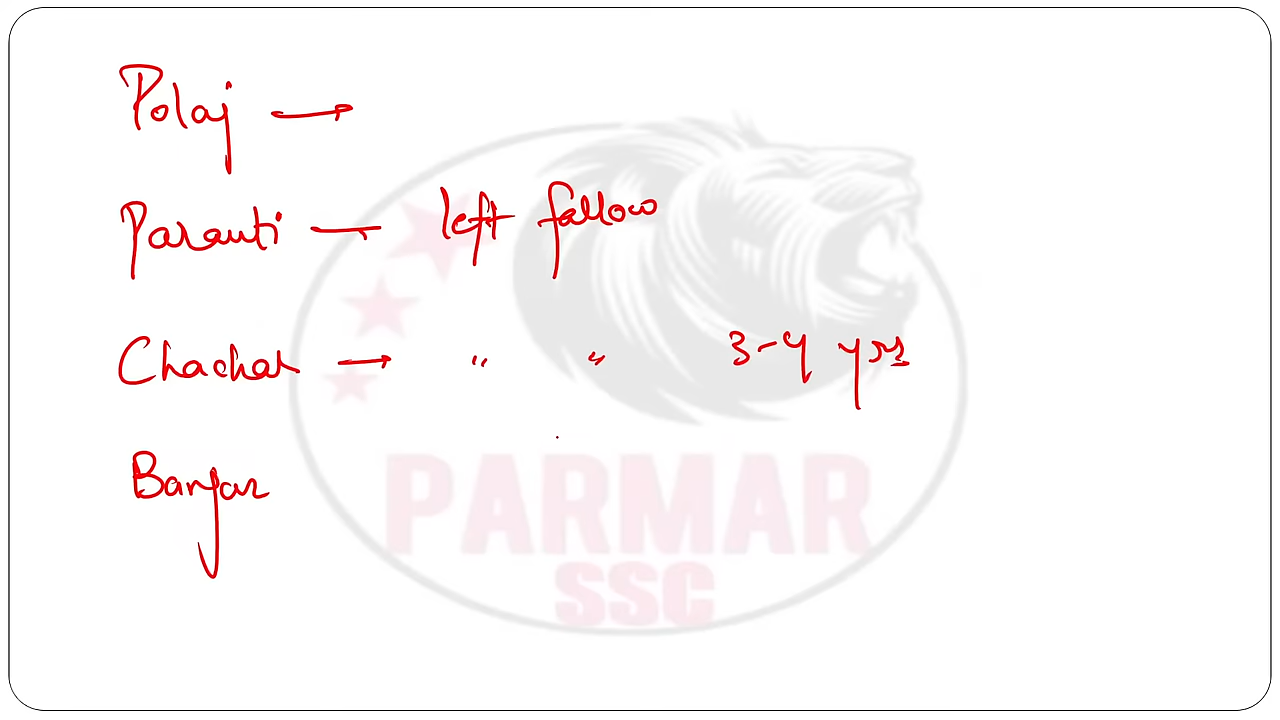 Polaj →
Parauti — left fallow
Chachar → " " 3-4 yrs
Banjar
PARMAR
SSC